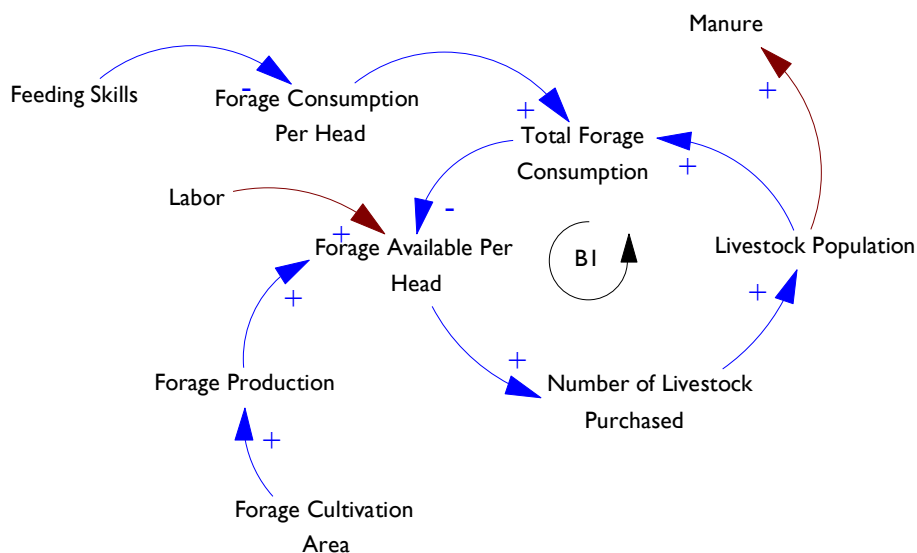 Manure
+
Feeding Skills
-
Forage Consumption
Per Head
+
Total Forage
Consumption
+
Labor
-
+
Forage Available Per
Head
B1
Livestock Population
+
+
+
Forage Production
Number of Livestock
Purchased
+
Forage Cultivation
Area